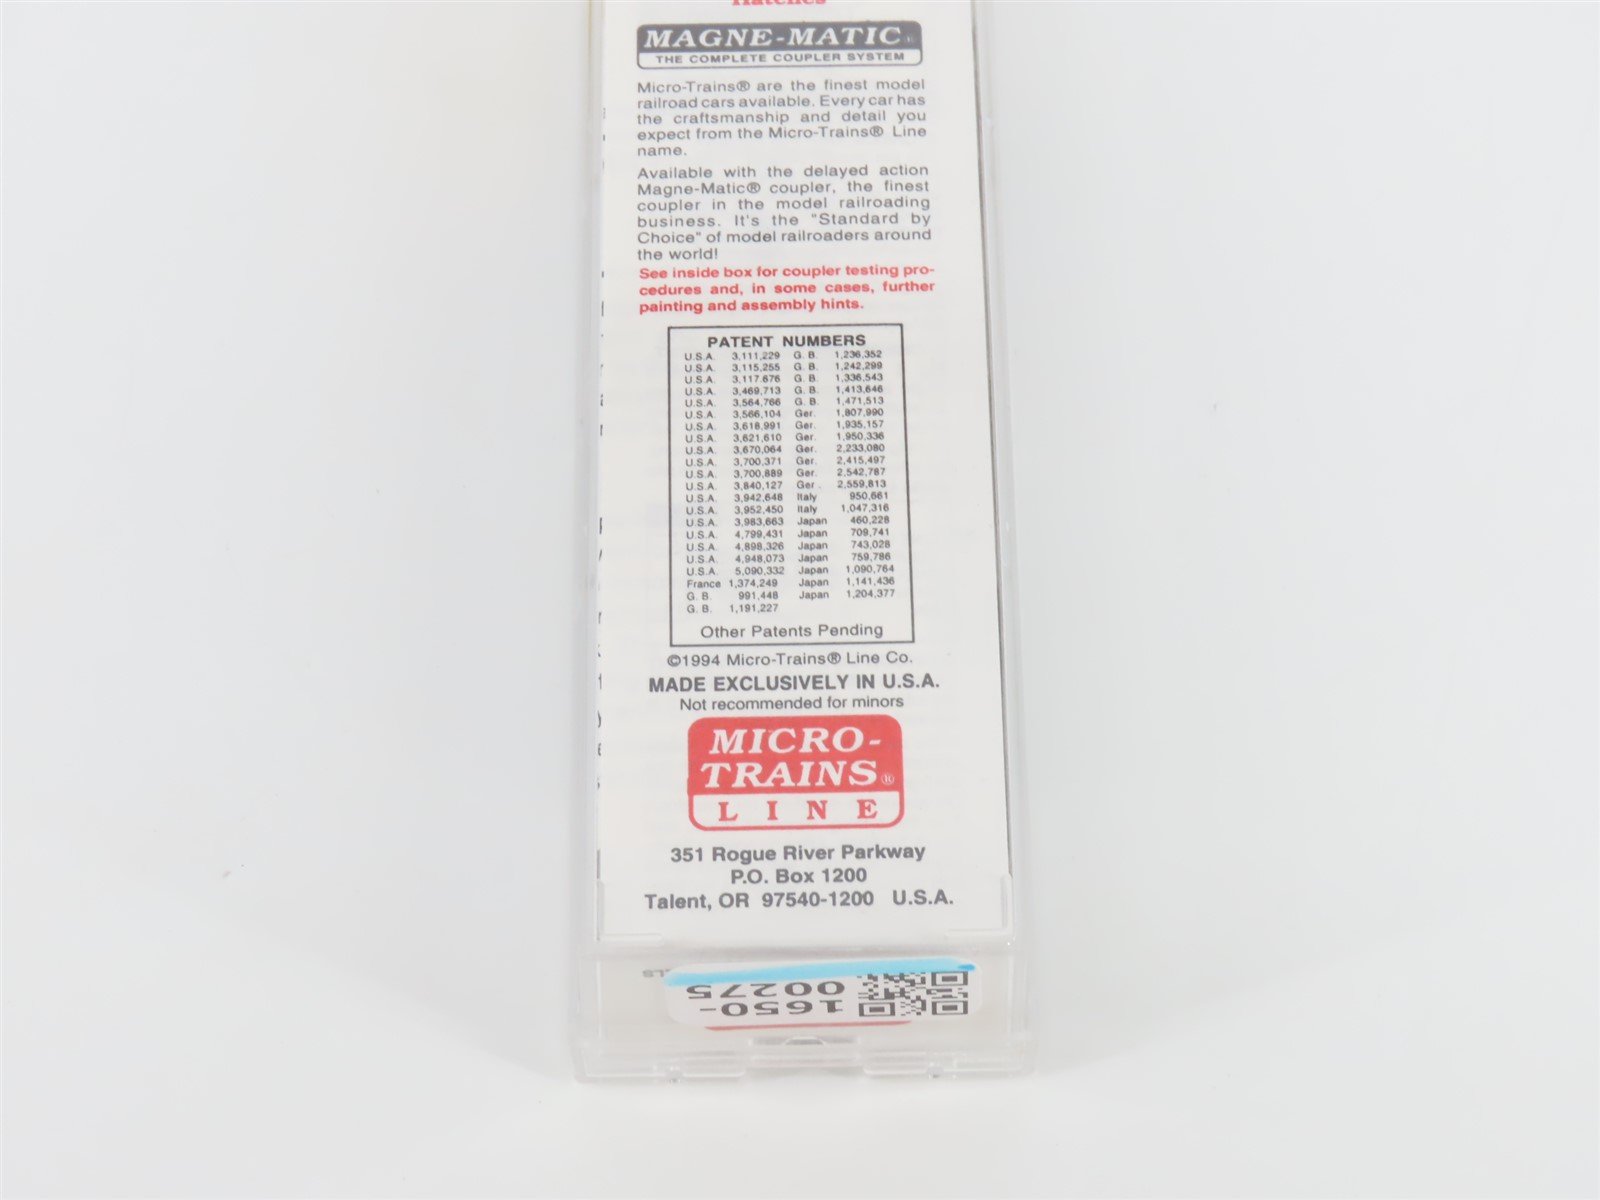 Hatches
MAGNE-MATIC®
THE COMPLETE COUPLER SYSTEM
Micro-Trains® are the finest model
railroad cars available. Every car has
the craftsmanship and detail you
expect from the Micro-Trains® Line
name.
Available with the delayed action
Magne-Matic® coupler, the finest
coupler in the model railroading
business. It's the "Standard by
Choice" of model railroaders around
the world!
See inside box for coupler testing pro-
cedures and, in some cases, further
painting and assembly hints.
PATENT NUMBERS
U.S.A. 3,111,229 G. B. 1,236,352
U.S.A. 3,115,255 G. B. 1,242,299
U.S.A. 3,117,676 G. B. 1,336,543
U.S.A. 3,469,713 G. B. 1,413,646
U.S.A. 3,564,766 G. B. 1,471,513
U.S.A. 3,566,104 Ger. 1,807,990
U.S.A. 3,618,991 Ger. 1,935,157
U.S.A. 3,621,610 Ger. 1,950,336
U.S.A. 3,670,064 Ger. 2,233,080
U.S.A. 3,700,371 Ger. 2,415,497
U.S.A. 3,700,889 Ger. 2,542,787
U.S.A. 3,840,127 Ger . 2,559,813
U.S.A. 3,942,648 Italy 950,661
U.S.A. 3,952,450 Italy 1,047,316
U.S.A. 3,983,663 Japan 460,228
U.S.A. 4,799,431 Japan 709,741
U.S.A. 4,898,326 Japan 743,028
U.S.A. 4,948,073 Japan 759,786
U.S.A. 5,090,332 Japan 1,090,764
France 1,374,249 Japan 1,141,436
G. B. 991,448 Japan 1,204,377
G. B. 1,191,227
Other Patents Pending
©1994 Micro-Trains® Line Co.
MADE EXCLUSIVELY IN U.S.A.
Not recommended for minors
MICRO-
TRAINS®
LINE
351 Rogue River Parkway
P.O. Box 1200
Talent, OR 97540-1200 U.S.A.
1650-
00275